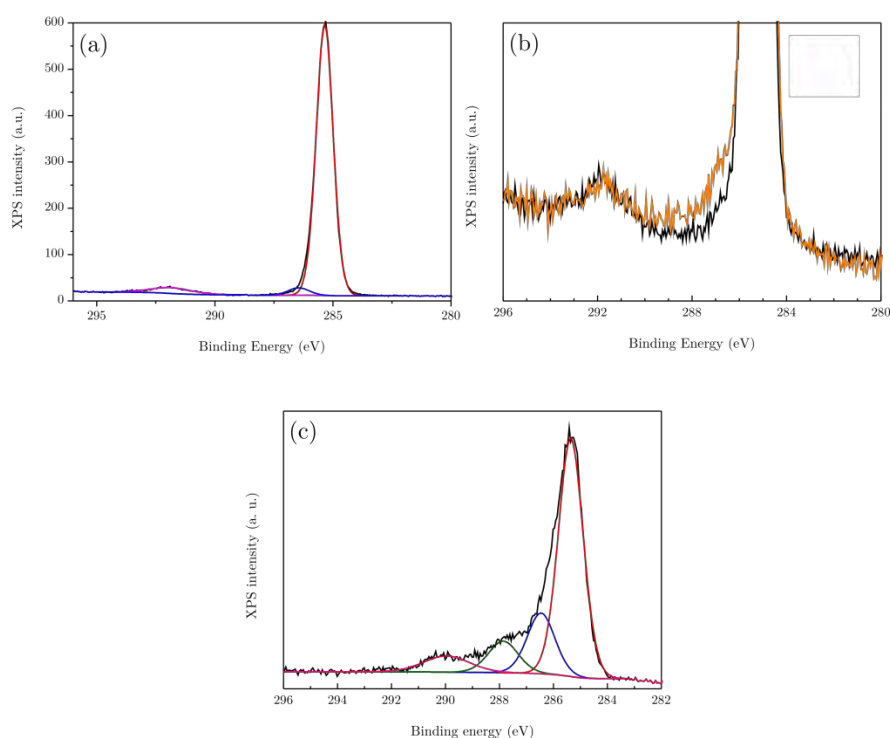 (a)
600
500
400
300
200
100
0
XPS intensity (a.u.)
295 290 285 280
Binding Energy (eV)
(b)
XPS intensity (a.u.)
296 292 288 284 280
Binding Energy (eV)
(c)
XPS intensity (a. u.)
296 294 292 290 288 286 284 282
Binding energy (eV)